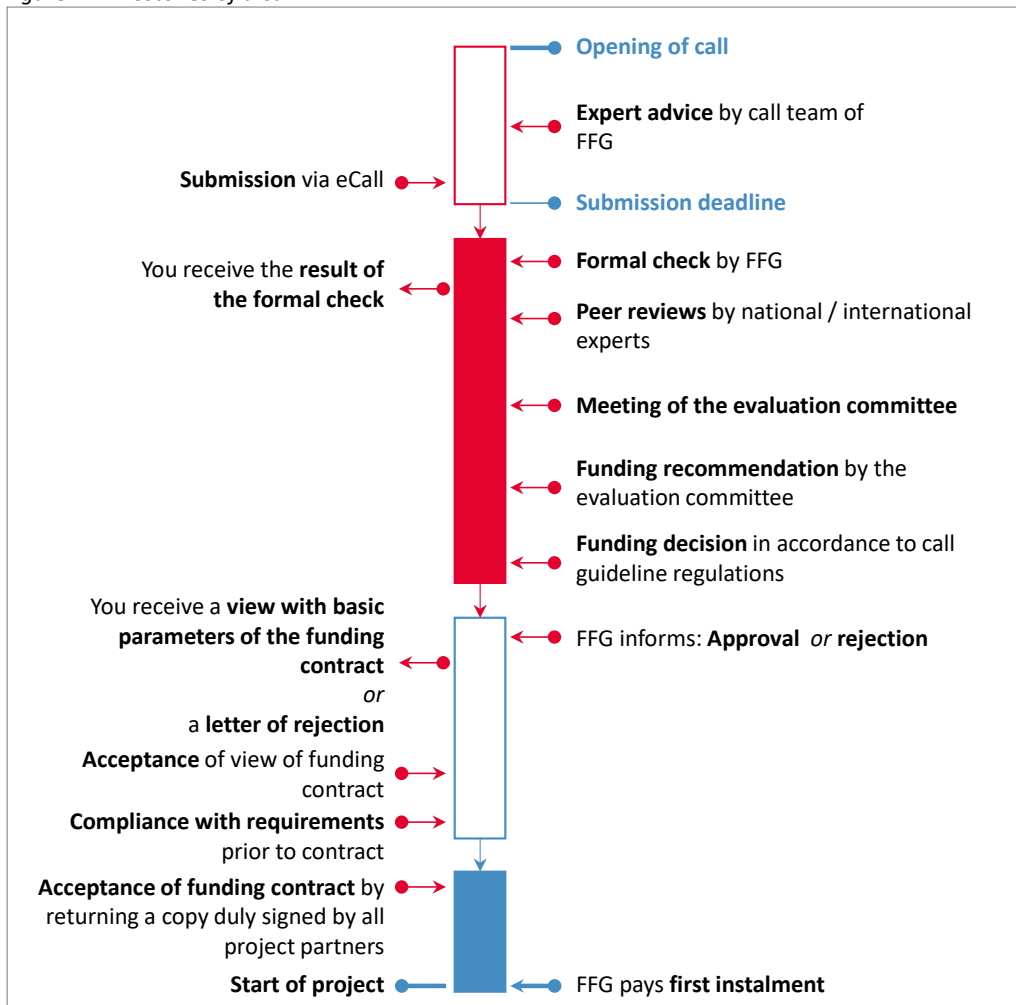 Opening of call
Expert advice by call team of
FFG
Submission via eCall
Submission deadline
Formal check by FFG
You receive the result of
the formal check
Peer reviews by national / international
experts
Meeting of the evaluation committee
Funding recommendation by the
evaluation committee
Funding decision in accordance to call
guideline regulations
You receive a view with basic
parameters of the funding
contract
or
a letter of rejection
FFG informs: Approval or rejection
Acceptance of view of funding
contract
Compliance with requirements
prior to contract
Acceptance of funding contract by
returning a copy duly signed by all
project partners
Start of project
FFG pays first instalment